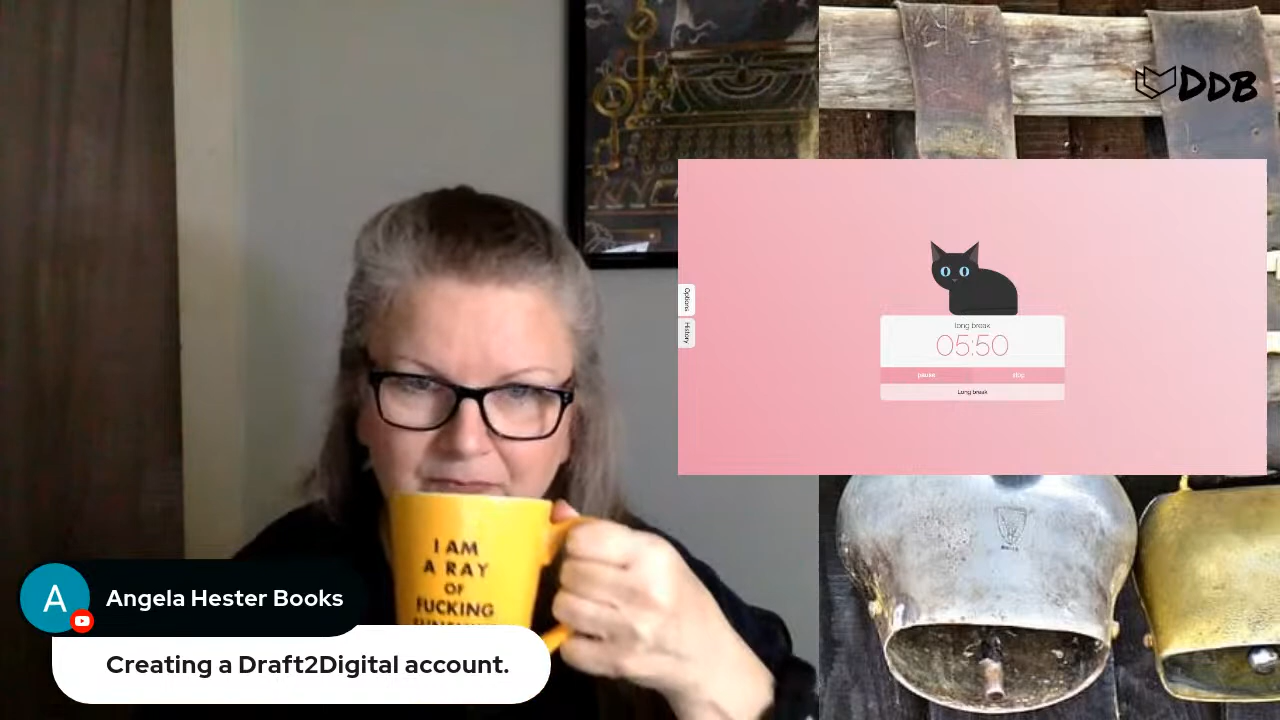 DDB
Options
History
long break
05:50
pause
stop
Long break
I AM
A RAY
OF
FUCKING
Angela Hester Books
A
Creating a Draft2Digital account.